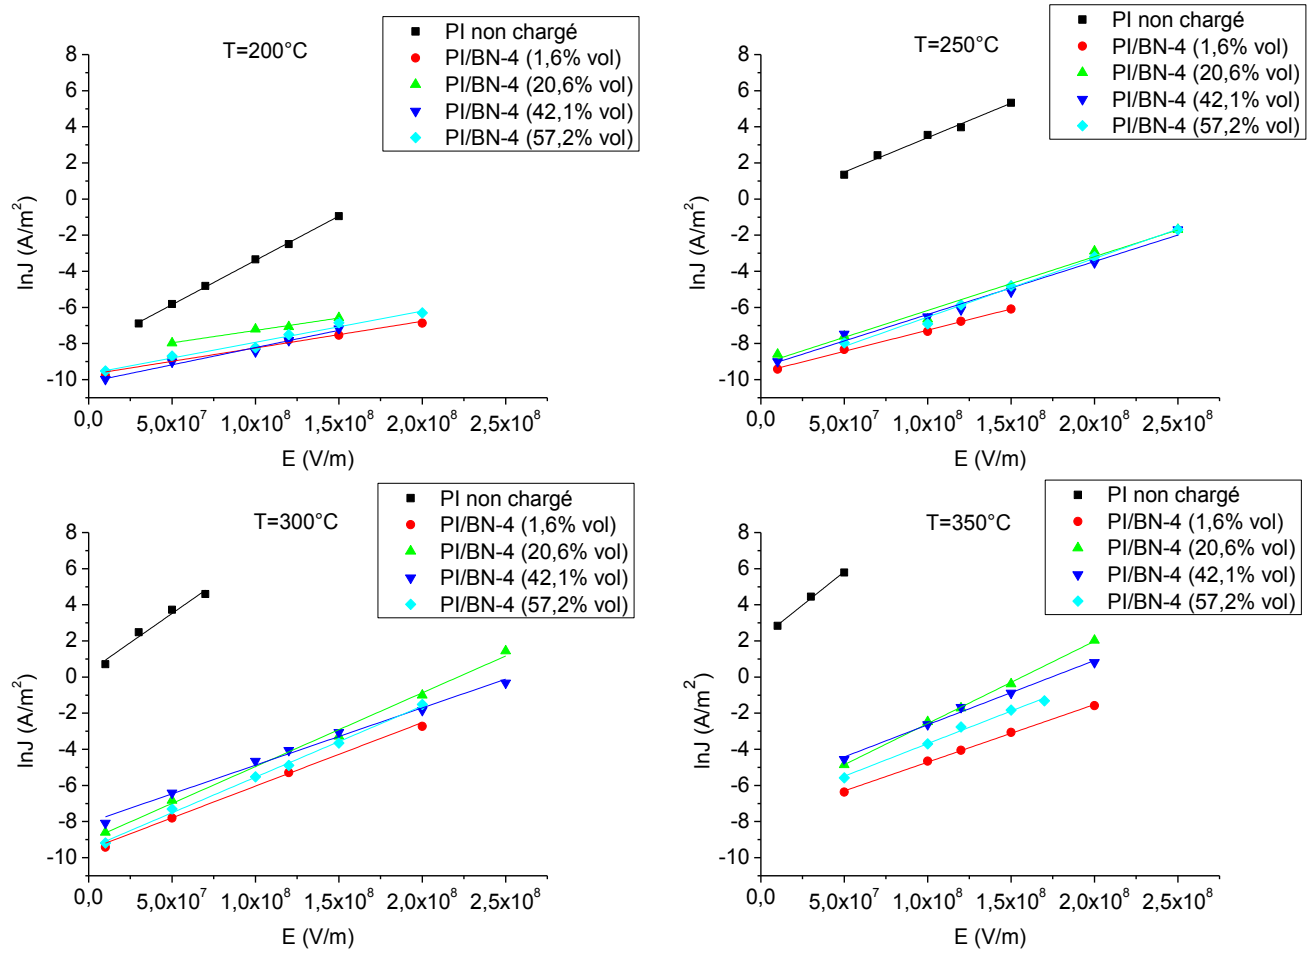 T=200°C
PI non chargé
PI/BN-4 (1,6% vol)
PI/BN-4 (20,6% vol)
PI/BN-4 (42,1% vol)
PI/BN-4 (57,2% vol)
lnJ (A/m²)
8
6
4
2
0
-2
-4
-6
-8
-10
0,0
5,0x10⁷
1,0x10⁸
1,5x10⁸
2,0x10⁸
2,5x10⁸
E (V/m)
T=250°C
PI non chargé
PI/BN-4 (1,6% vol)
PI/BN-4 (20,6% vol)
PI/BN-4 (42,1% vol)
PI/BN-4 (57,2% vol)
lnJ (A/m²)
8
6
4
2
0
-2
-4
-6
-8
-10
0,0
5,0x10⁷
1,0x10⁸
1,5x10⁸
2,0x10⁸
2,5x10⁸
E (V/m)
T=300°C
PI non chargé
PI/BN-4 (1,6% vol)
PI/BN-4 (20,6% vol)
PI/BN-4 (42,1% vol)
PI/BN-4 (57,2% vol)
lnJ (A/m²)
8
6
4
2
0
-2
-4
-6
-8
-10
0,0
5,0x10⁷
1,0x10⁸
1,5x10⁸
2,0x10⁸
2,5x10⁸
E (V/m)
T=350°C
PI non chargé
PI/BN-4 (1,6% vol)
PI/BN-4 (20,6% vol)
PI/BN-4 (42,1% vol)
PI/BN-4 (57,2% vol)
lnJ (A/m²)
8
6
4
2
0
-2
-4
-6
-8
-10
0,0
5,0x10⁷
1,0x10⁸
1,5x10⁸
2,0x10⁸
2,5x10⁸
E (V/m)